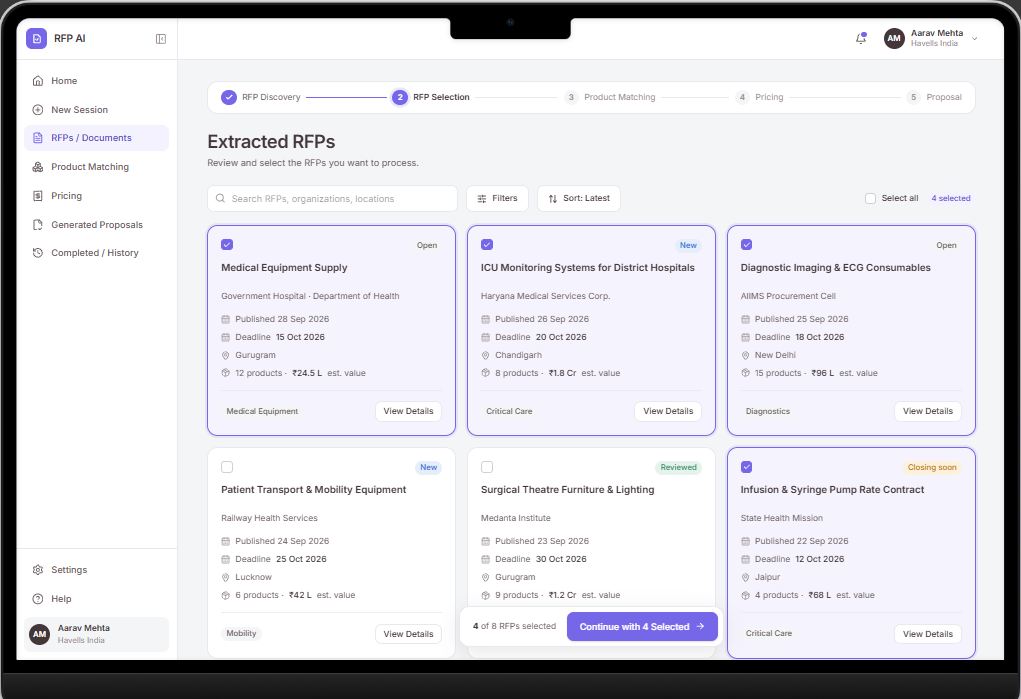 RFP AI
Aarav Mehta
AM
Havells India
Home
New Session
RFPs / Documents
Product Matching
Pricing
Generated Proposals
Completed / History
Settings
Help
AM
Aarav Mehta
Havells India
RFP Discovery
2 RFP Selection
3 Product Matching
4 Pricing
5 Proposal
Extracted RFPs
Review and select the RFPs you want to process.
Search RFPs, organizations, locations
Filters
Sort: Latest
Select all
4 selected
Open
Medical Equipment Supply
Government Hospital · Department of Health
Published 28 Sep 2026
Deadline 15 Oct 2026
Gurugram
12 products · ₹24.5 L est. value
Medical Equipment
View Details
New
ICU Monitoring Systems for District Hospitals
Haryana Medical Services Corp.
Published 26 Sep 2026
Deadline 20 Oct 2026
Chandigarh
8 products · ₹1.8 Cr est. value
Critical Care
View Details
Open
Diagnostic Imaging & ECG Consumables
AIIMS Procurement Cell
Published 25 Sep 2026
Deadline 18 Oct 2026
New Delhi
15 products · ₹96 L est. value
Diagnostics
View Details
New
Patient Transport & Mobility Equipment
Railway Health Services
Published 24 Sep 2026
Deadline 25 Oct 2026
Lucknow
6 products · ₹42 L est. value
Mobility
View Details
Reviewed
Surgical Theatre Furniture & Lighting
Medanta Institute
Published 23 Sep 2026
Deadline 30 Oct 2026
Gurugram
9 products · ₹1.2 Cr est. value
Closing soon
Infusion & Syringe Pump Rate Contract
State Health Mission
Published 22 Sep 2026
Deadline 12 Oct 2026
Jaipur
4 products · ₹68 L est. value
Critical Care
View Details
4 of 8 RFPs selected
Continue with 4 Selected →